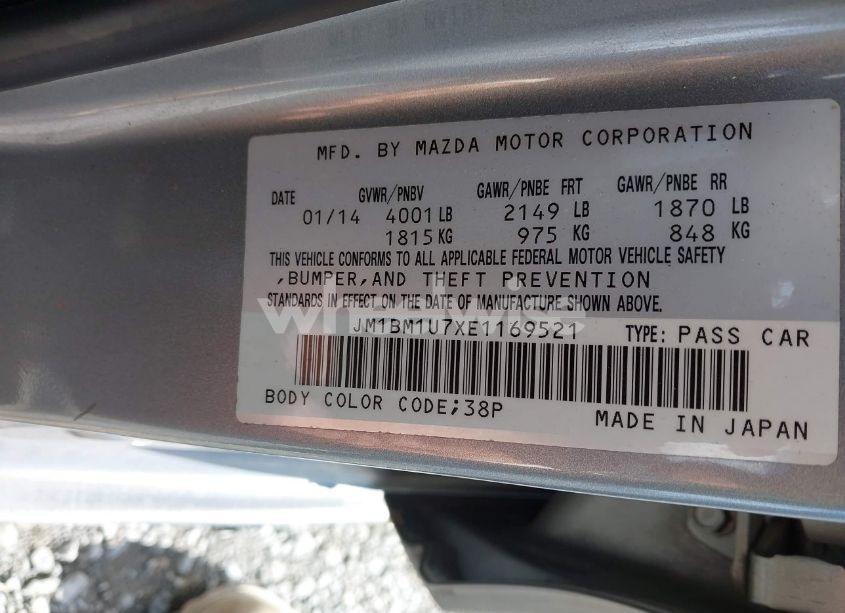 MFD. BY MAZDA MOTOR CORPORATION
DATE GVWR/PNBV GAWR/PNBE FRT GAWR/PNBE RR
01/14 4001 LB 2149 LB 1870 LB
1815 KG 975 KG 848 KG
THIS VEHICLE CONFORMS TO ALL APPLICABLE FEDERAL MOTOR VEHICLE SAFETY
,BUMPER,AND THEFT PREVENTION
STANDARDS IN EFFECT ON THE DATE OF MANUFACTURE SHOWN ABOVE.
JM1BM1U7XE1169521 TYPE: PASS CAR
BODY COLOR CODE;38P
MADE IN JAPAN